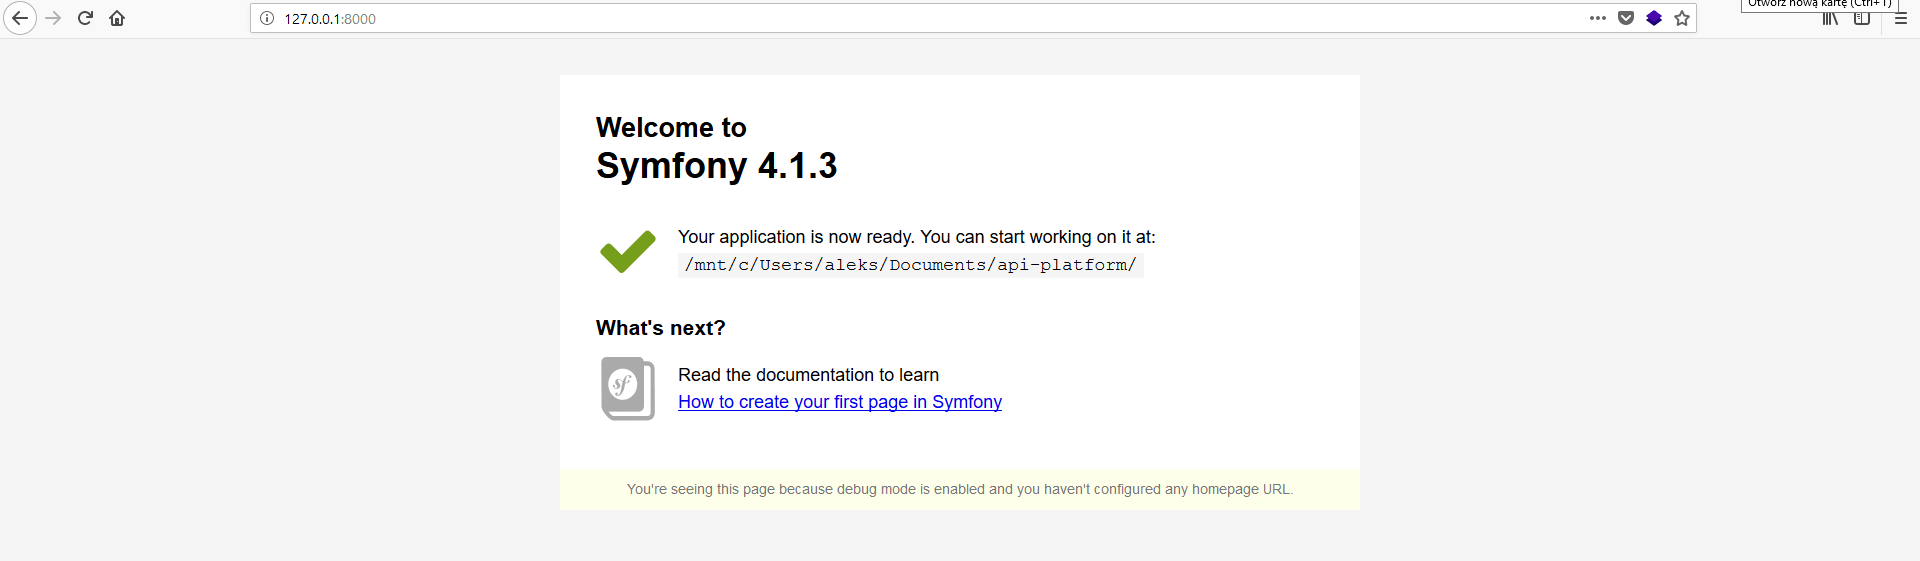 Otwórz nową kartę (Ctrl+T)
127.0.0.1:8000
Welcome to
Symfony 4.1.3
Your application is now ready. You can start working on it at:
/mnt/c/Users/aleks/Documents/api-platform/
What's next?
sf
Read the documentation to learn
How to create your first page in Symfony
You're seeing this page because debug mode is enabled and you haven't configured any homepage URL.